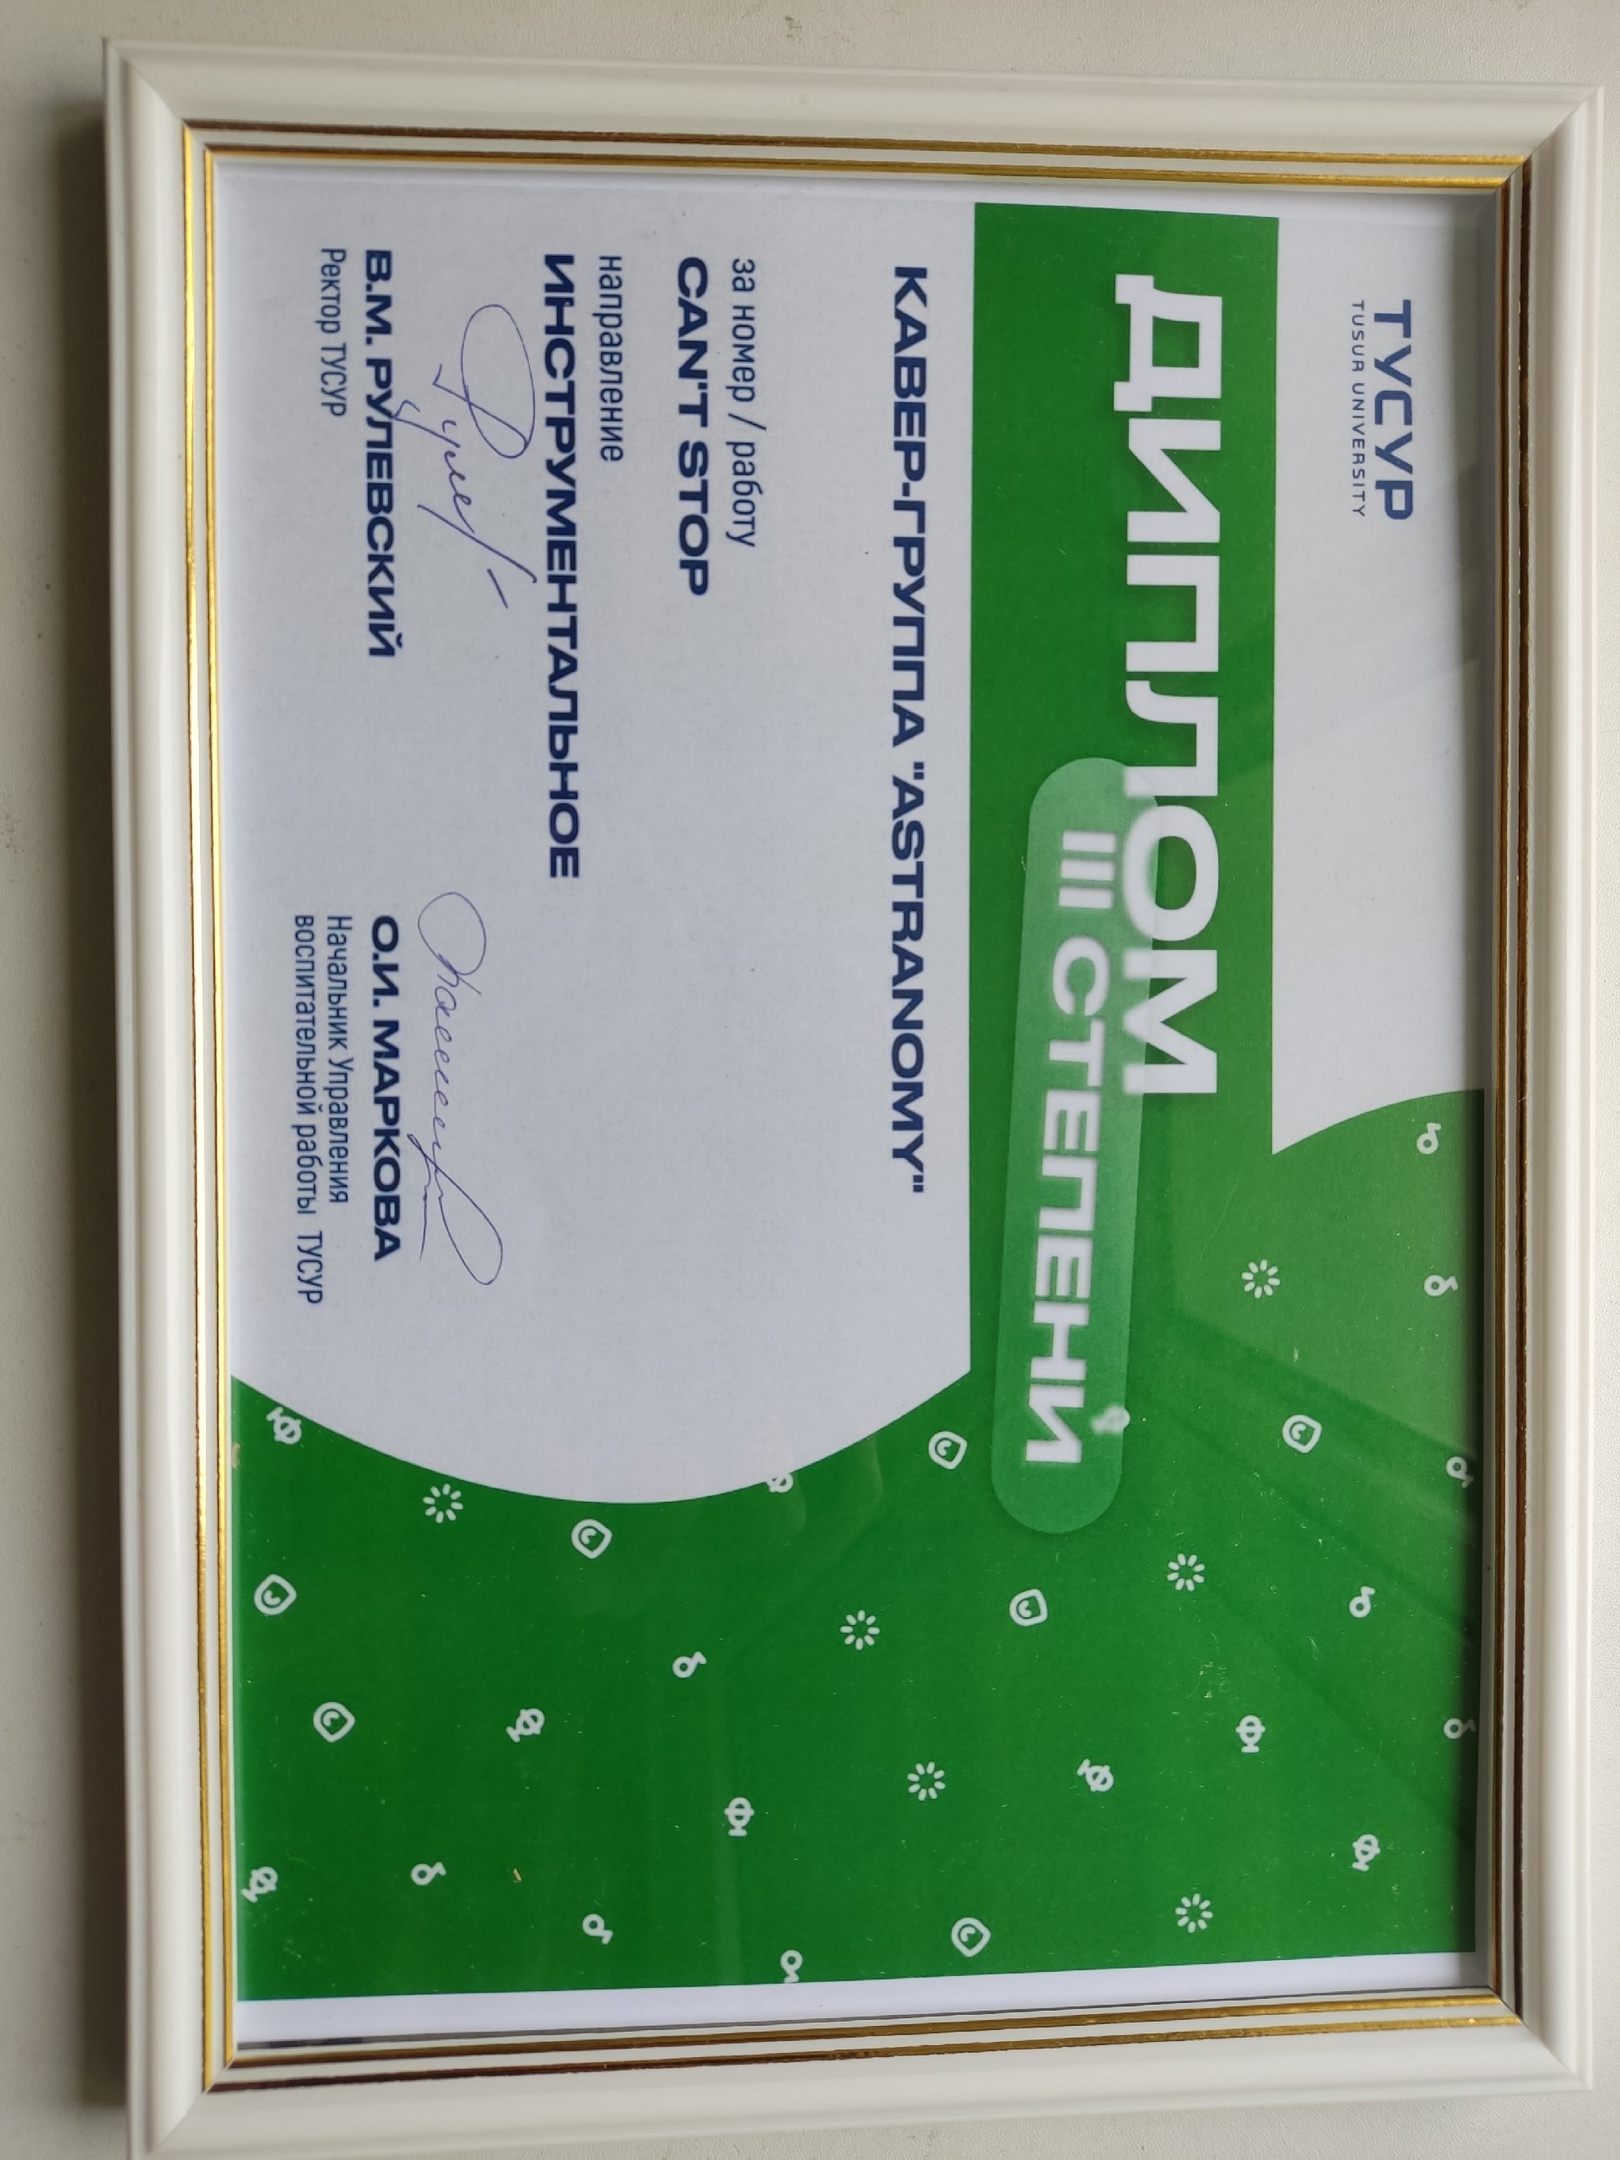 ТУСУР
TUSUR UNIVERSITY
ДИПЛОМ
III СТЕПЕНИ
КАВЕР-ГРУППА "ASTRANOMY"
за номер / работу
CAN'T STOP
направление
ИНСТРУМЕНТАЛЬНОЕ
В.М. РУЛЕВСКИЙ
Ректор ТУСУР
О.И. МАРКОВА
Начальник Управления
воспитательной работы ТУСУР